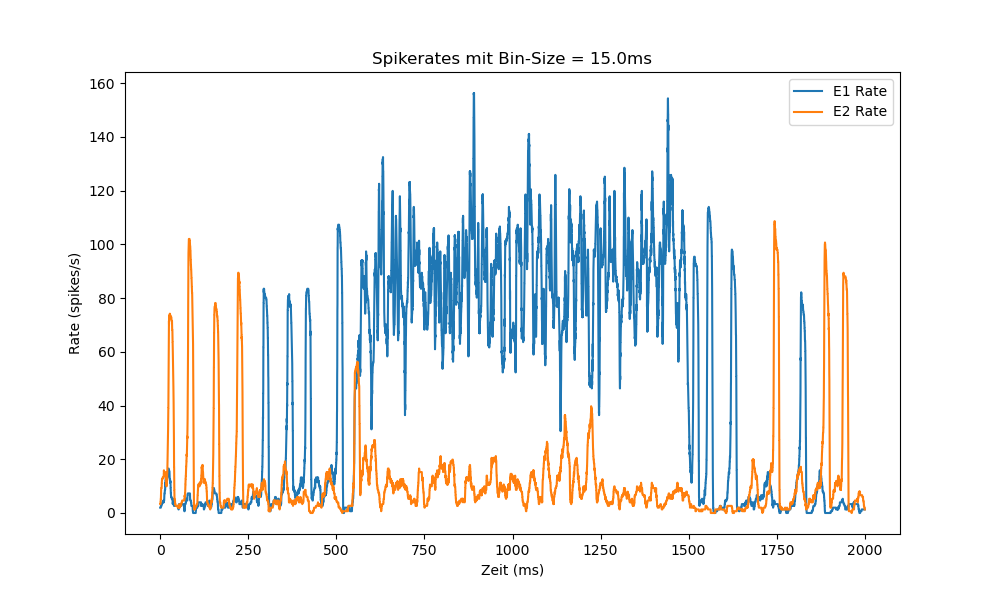 Spikerates mit Bin-Size = 15.0ms
E1 Rate
E2 Rate
Rate (spikes/s)
160
140
120
100
80
60
40
20
0
0 250 500 750 1000 1250 1500 1750 2000
Zeit (ms)